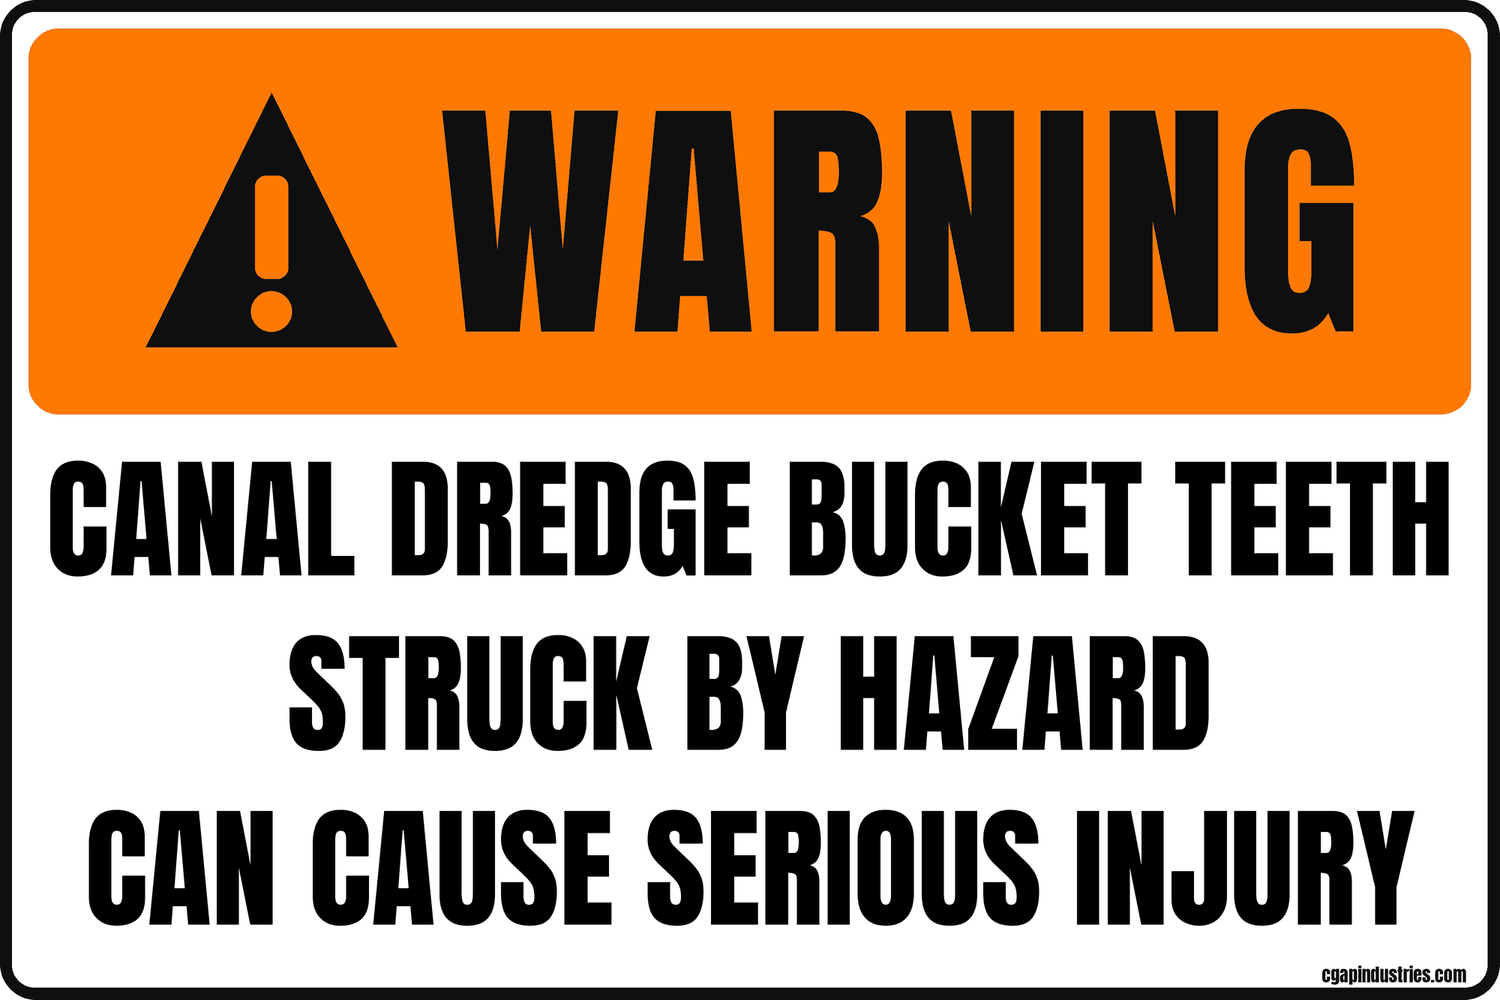 WARNING
CANAL DREDGE BUCKET TEETH
STRUCK BY HAZARD
CAN CAUSE SERIOUS INJURY
cgapindustries.com